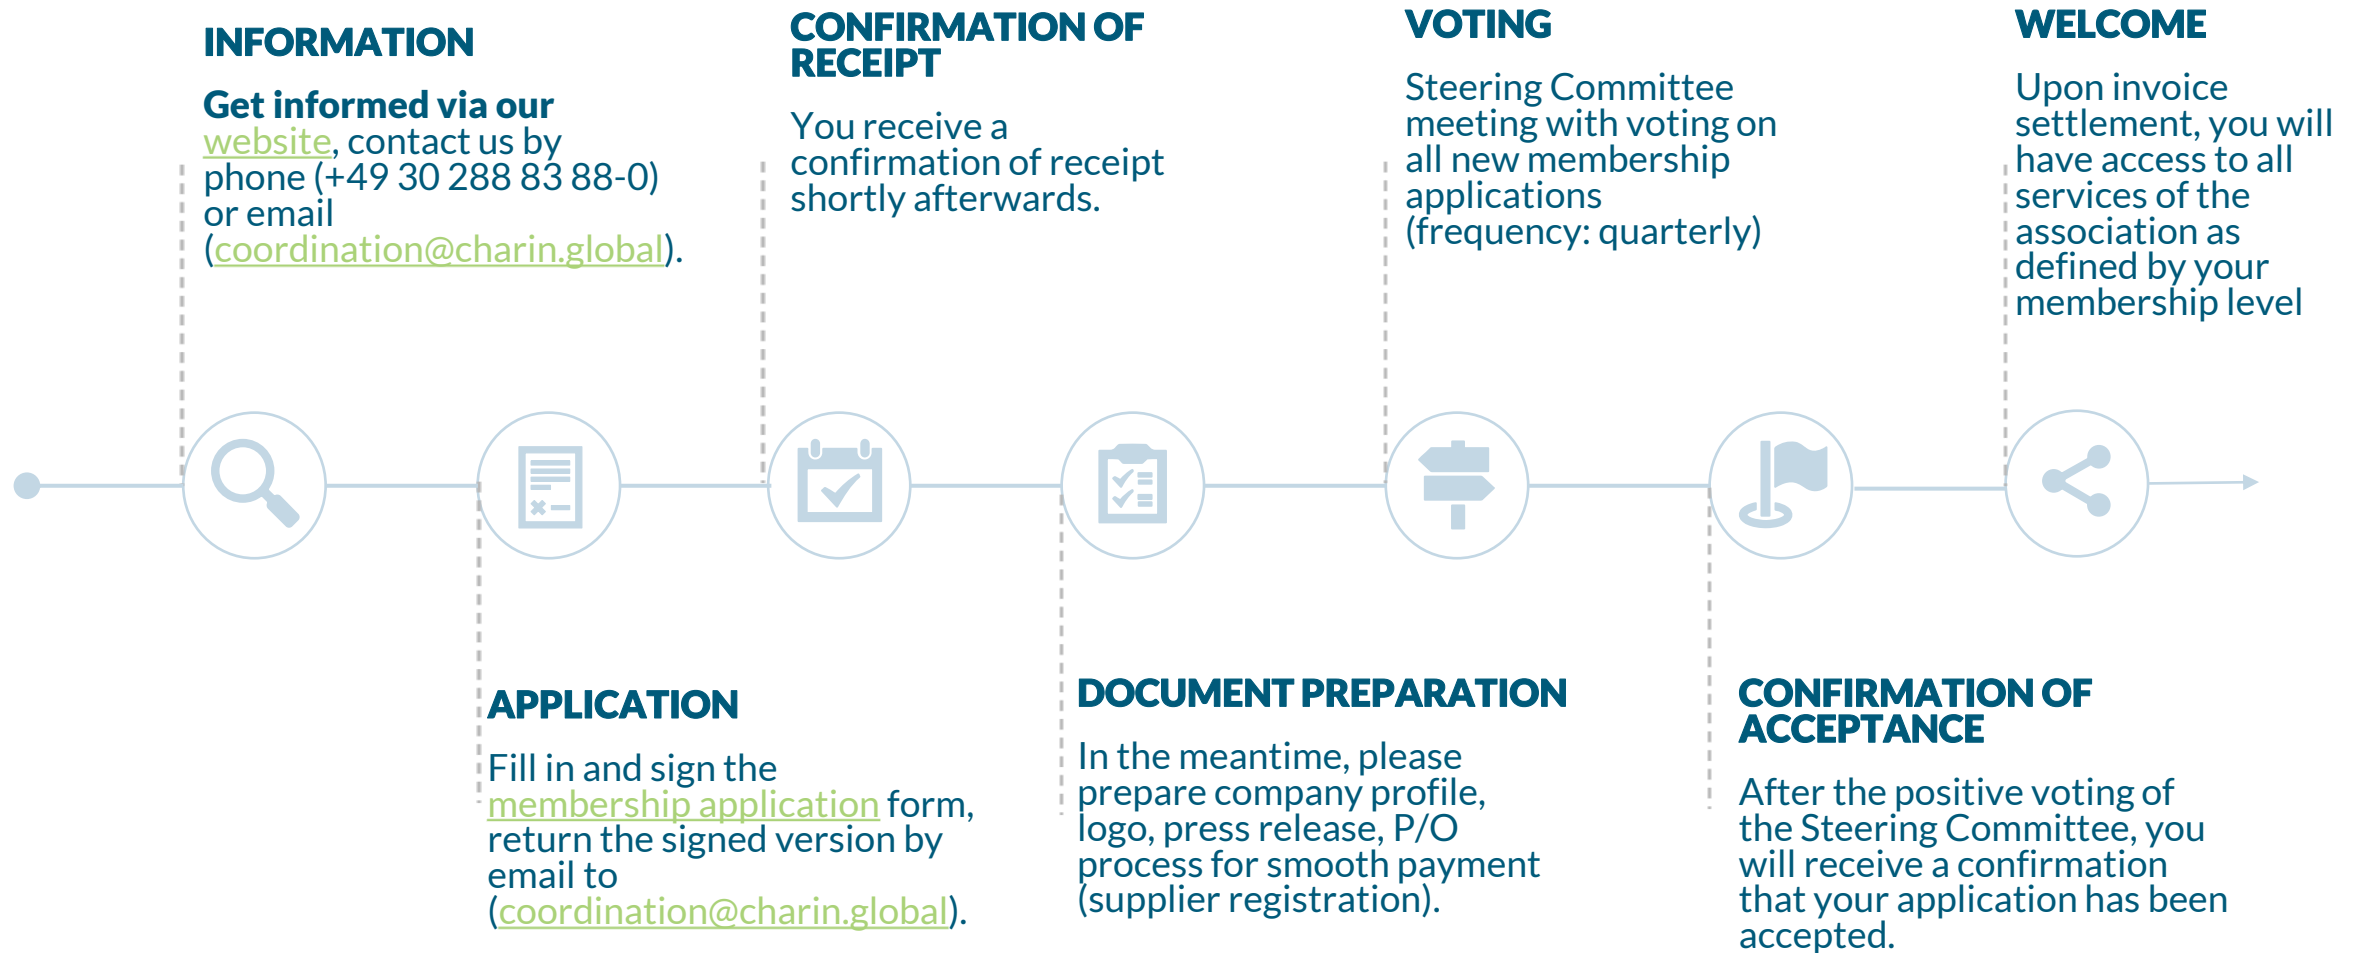 INFORMATION
Get informed via our
website, contact us by
phone (+49 30 288 83 88-0)
or email
(coordination@charin.global).
APPLICATION
Fill in and sign the
membership application form,
return the signed version by
email to
(coordination@charin.global).
CONFIRMATION OF
RECEIPT
You receive a
confirmation of receipt
shortly afterwards.
DOCUMENT PREPARATION
In the meantime, please
prepare company profile,
logo, press release, P/O
process for smooth payment
(supplier registration).
VOTING
Steering Committee
meeting with voting on
all new membership
applications
(frequency: quarterly)
CONFIRMATION OF
ACCEPTANCE
After the positive voting of
the Steering Committee, you
will receive a confirmation
that your application has been
accepted.
WELCOME
Upon invoice
settlement, you will
have access to all
services of the
association as
defined by your
membership level